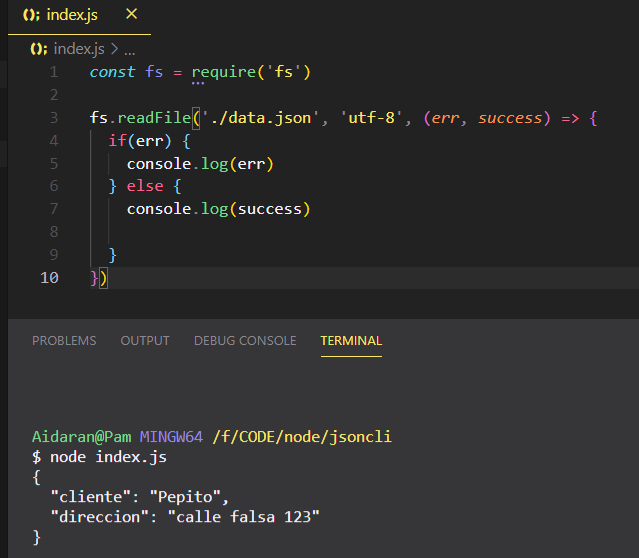 index.js
index.js > ...
1 const fs = require('fs')
2
3 fs.readFile('./data.json', 'utf-8', (err, success) => {
4 if(err) {
5 console.log(err)
6 } else {
7 console.log(success)
8
9 }
10 })
PROBLEMS OUTPUT DEBUG CONSOLE TERMINAL
Aidaran@Pam MINGW64 /f/CODE/node/jsoncli
$ node index.js
{
"cliente": "Pepito",
"direccion": "calle falsa 123"
}